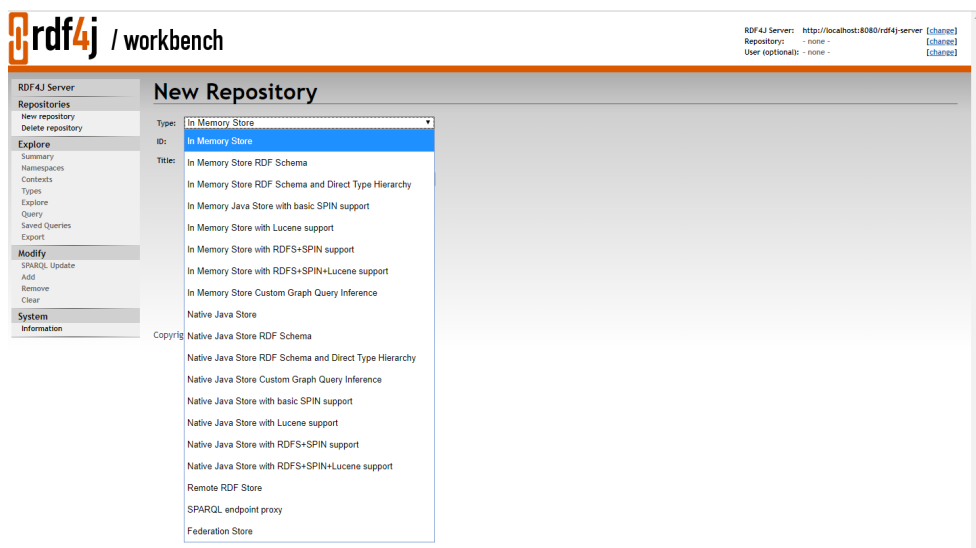 rdf4j / workbench
RDF4J Server: http://localhost:8080/rdf4j-server [change]
Repository: - none - [change]
User (optional): - none - [change]
RDF4J Server
Repositories
New repository
Delete repository
Explore
Summary
Namespaces
Contexts
Types
Explore
Query
Saved Queries
Export
Modify
SPARQL Update
Add
Remove
Clear
System
Information
New Repository
Type: In Memory Store
ID:
Title:
In Memory Store
In Memory Store RDF Schema
In Memory Store RDF Schema and Direct Type Hierarchy
In Memory Java Store with basic SPIN support
In Memory Store with Lucene support
In Memory Store with RDFS+SPIN support
In Memory Store with RDFS+SPIN+Lucene support
In Memory Store Custom Graph Query Inference
Native Java Store
Native Java Store RDF Schema
Native Java Store RDF Schema and Direct Type Hierarchy
Native Java Store Custom Graph Query Inference
Native Java Store with basic SPIN support
Native Java Store with Lucene support
Native Java Store with RDFS+SPIN support
Native Java Store with RDFS+SPIN+Lucene support
Remote RDF Store
SPARQL endpoint proxy
Federation Store
Copyrig